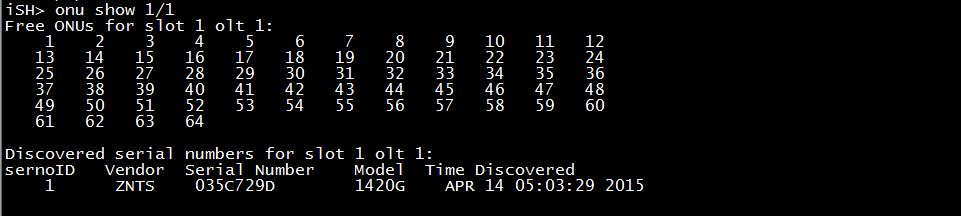 iSH> onu show 1/1
Free ONUs for slot 1 olt 1:
1 2 3 4 5 6 7 8 9 10 11 12
13 14 15 16 17 18 19 20 21 22 23 24
25 26 27 28 29 30 31 32 33 34 35 36
37 38 39 40 41 42 43 44 45 46 47 48
49 50 51 52 53 54 55 56 57 58 59 60
61 62 63 64
Discovered serial numbers for slot 1 olt 1:
sernoID Vendor Serial Number Model Time Discovered
1 ZNTS 035C729D 1420G APR 14 05:03:29 2015